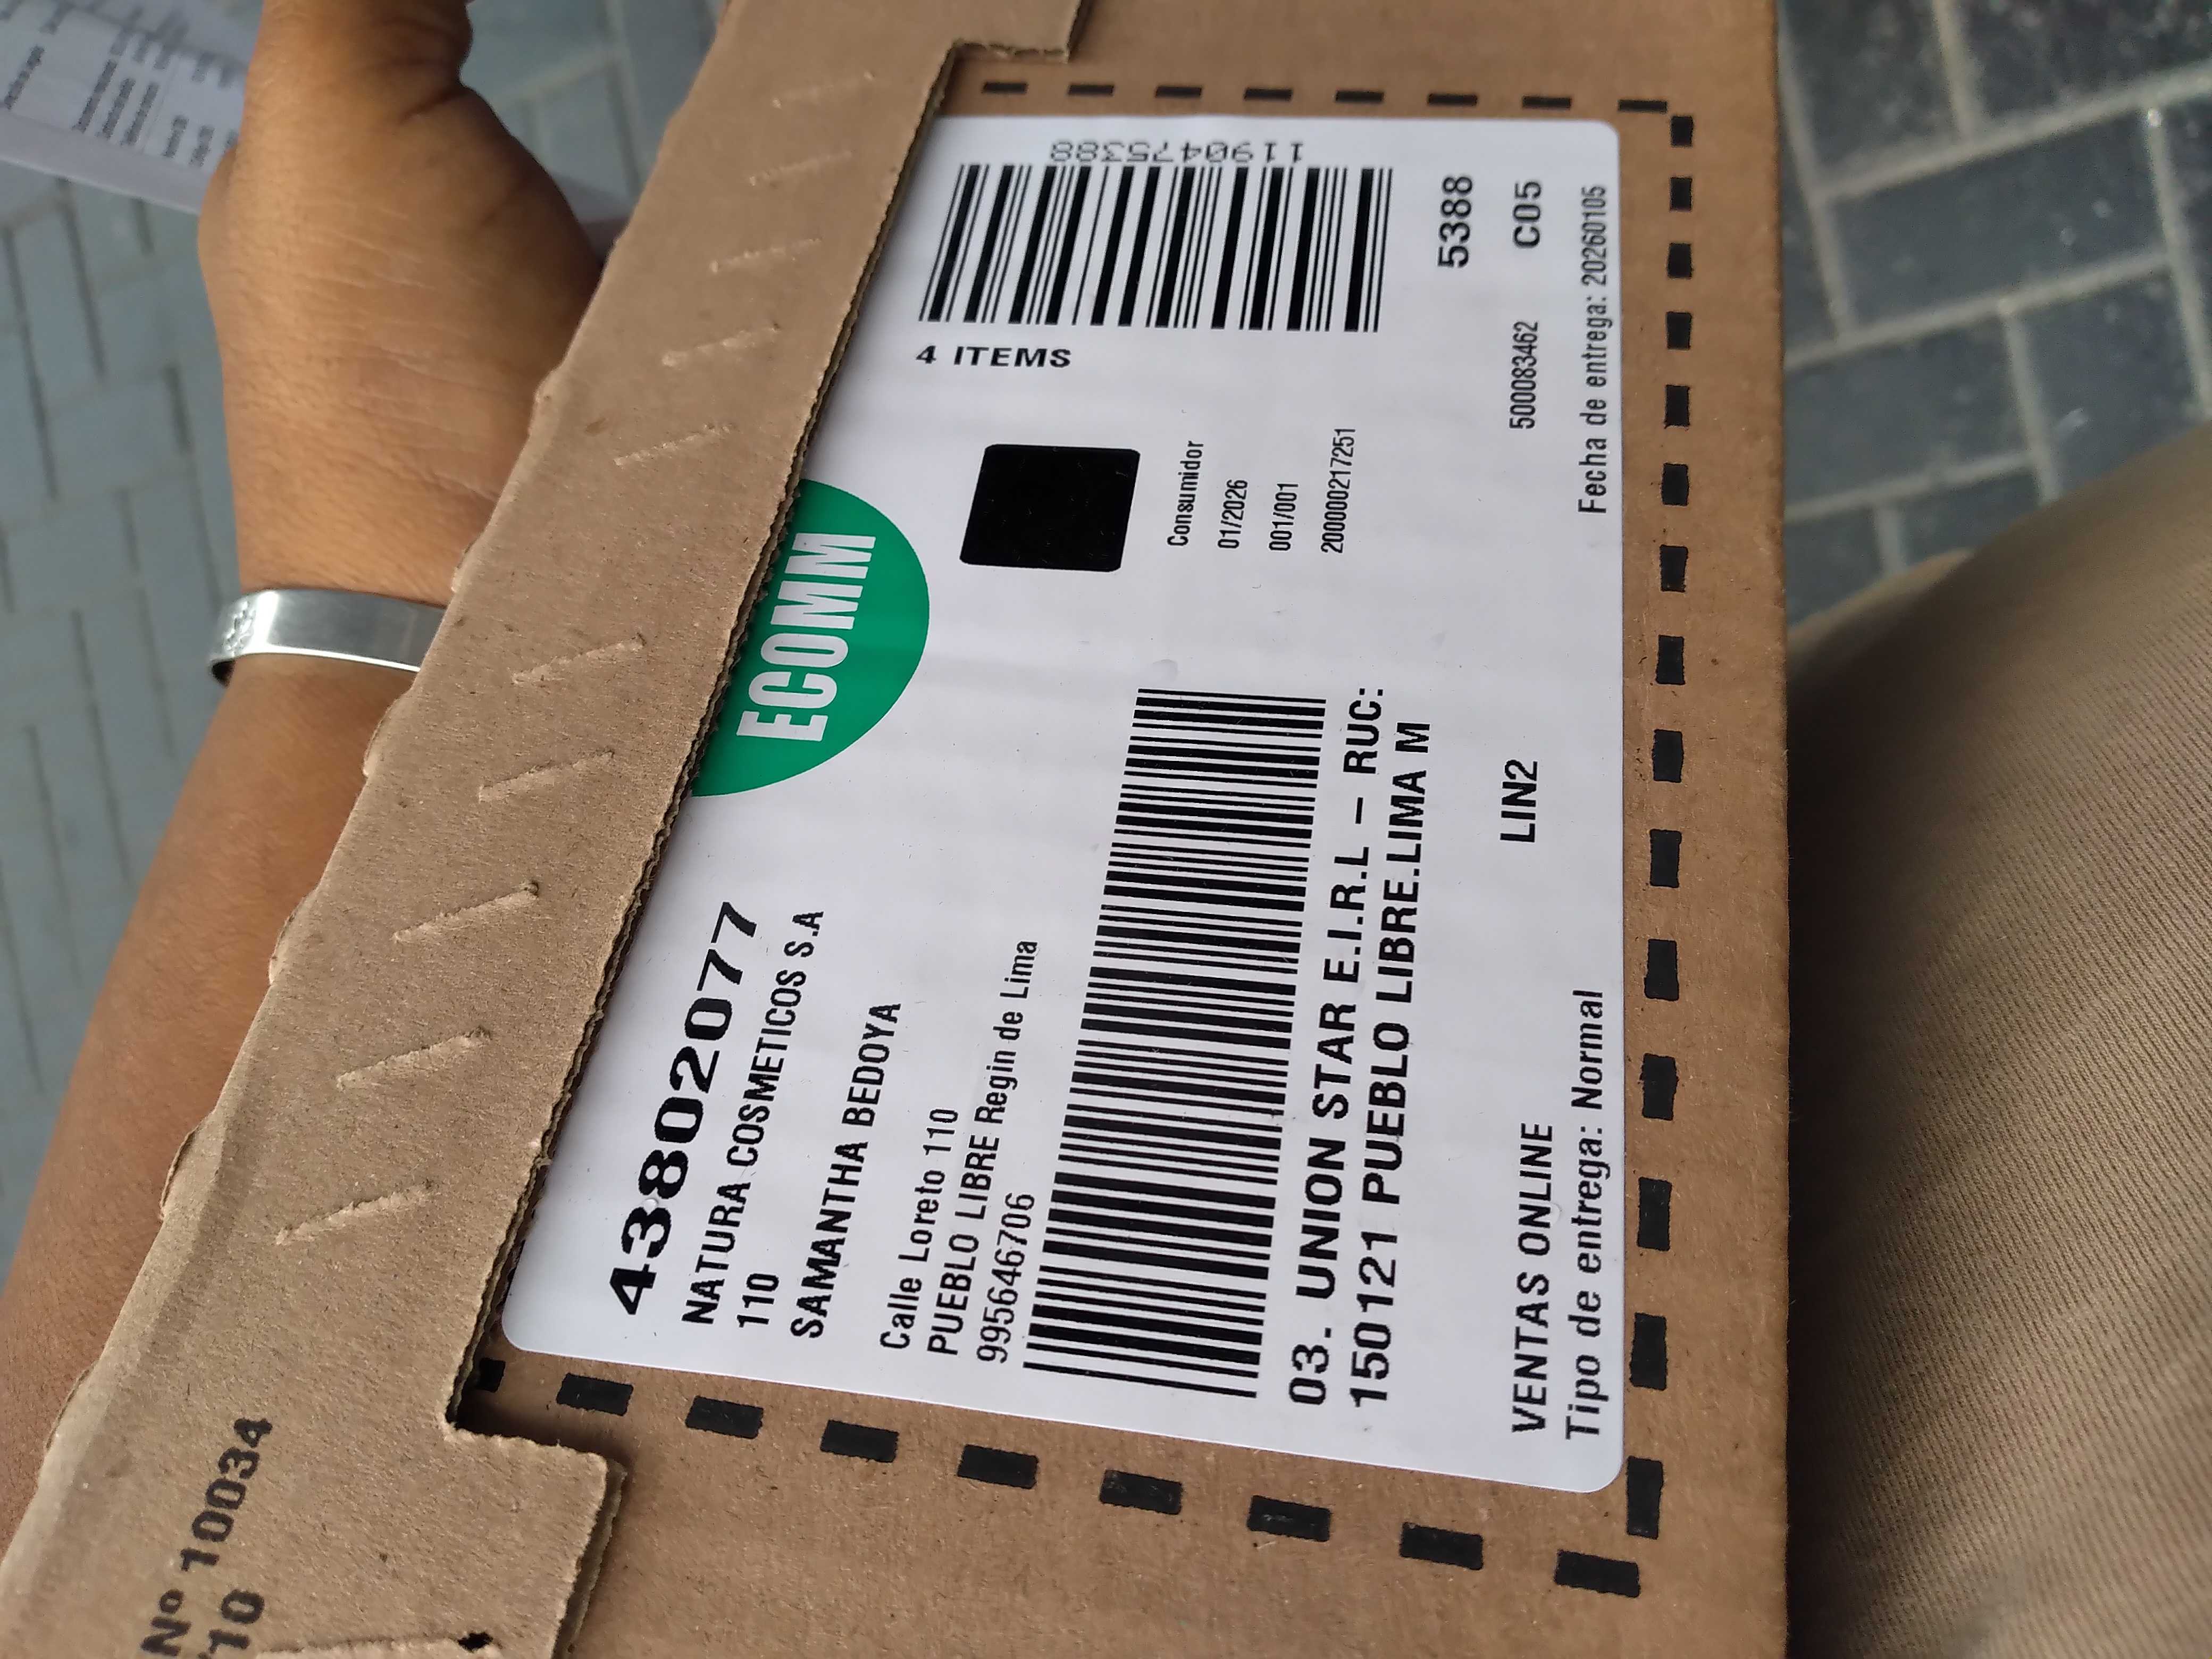 43802077
NATURA COSMETICOS S.A
110
SAMANTHA BEDOYA
Calle Loreto 110
PUEBLO LIBRE Regin de Lima
995646706
ECOMM
4 ITEMS
1190475388
Consumidor
01/2026
001/001
200000217251
03. UNION STAR E.I.R.L – RUC:
150121 PUEBLO LIBRE.LIMA M
5388
LIN2
500083462
C05
VENTAS ONLINE
Tipo de entrega: Normal
Fecha de entrega: 20260105
Nº 10034